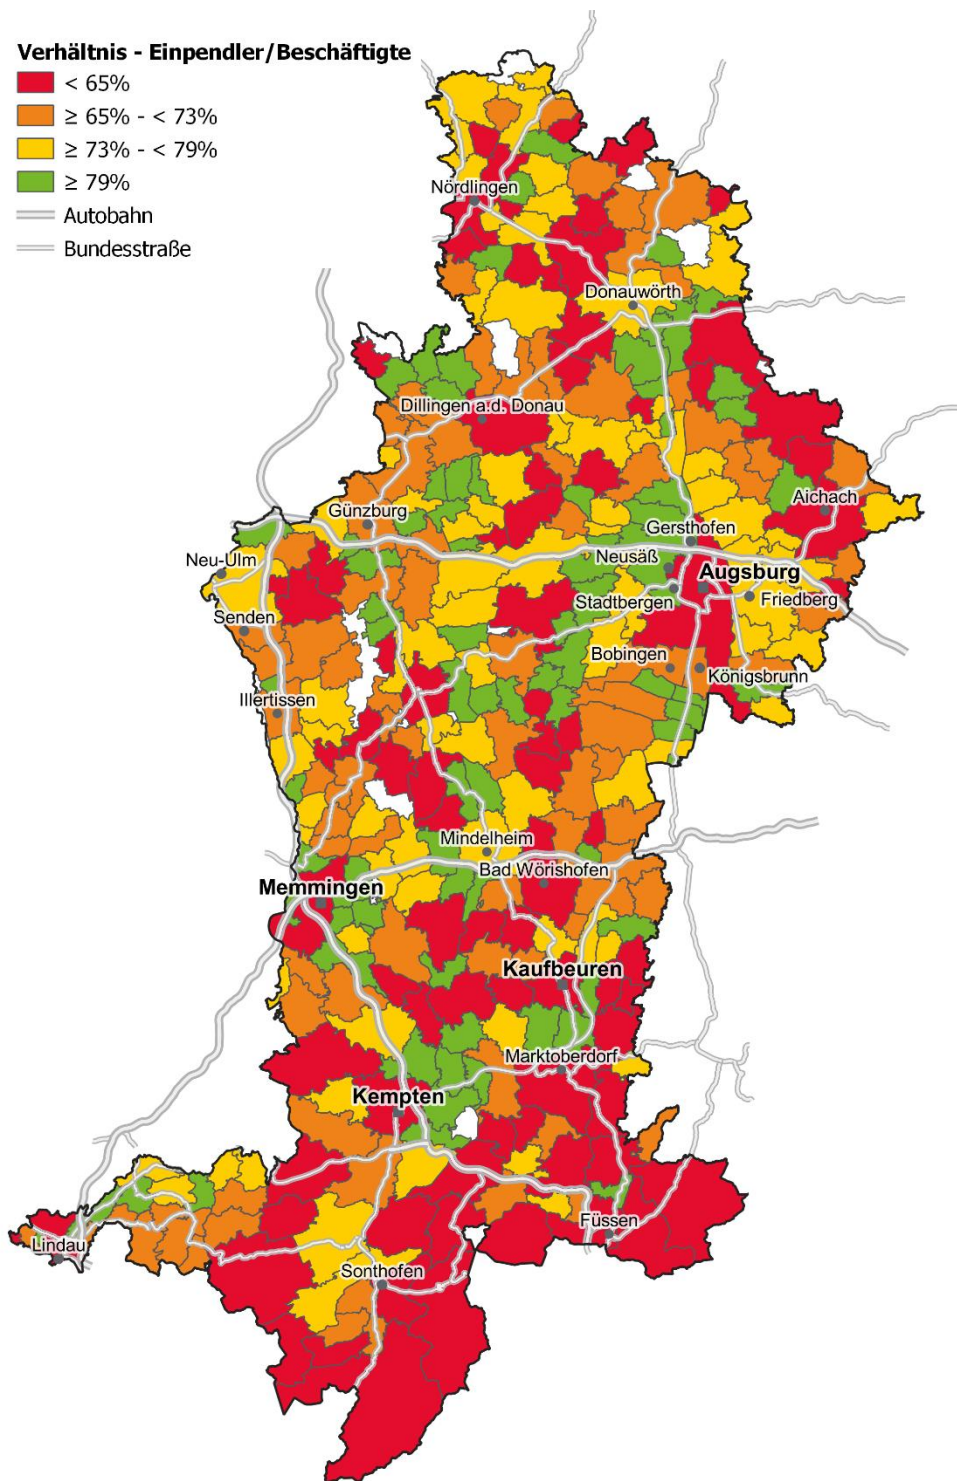 Verhältnis - Einpendler/Beschäftigte
< 65%
≥ 65% - < 73%
≥ 73% - < 79%
≥ 79%
Autobahn
Bundesstraße
Nördlingen
Donauwörth
Dillingen a.d. Donau
Aichach
Günzburg
Gersthofen
Neu-Ulm
Neusäß
Augsburg
Stadtbergen
Friedberg
Senden
Bobingen
Königsbrunn
Illertissen
Mindelheim
Bad Wörishofen
Memmingen
Kaufbeuren
Marktoberdorf
Kempten
Füssen
Lindau
Sonthofen